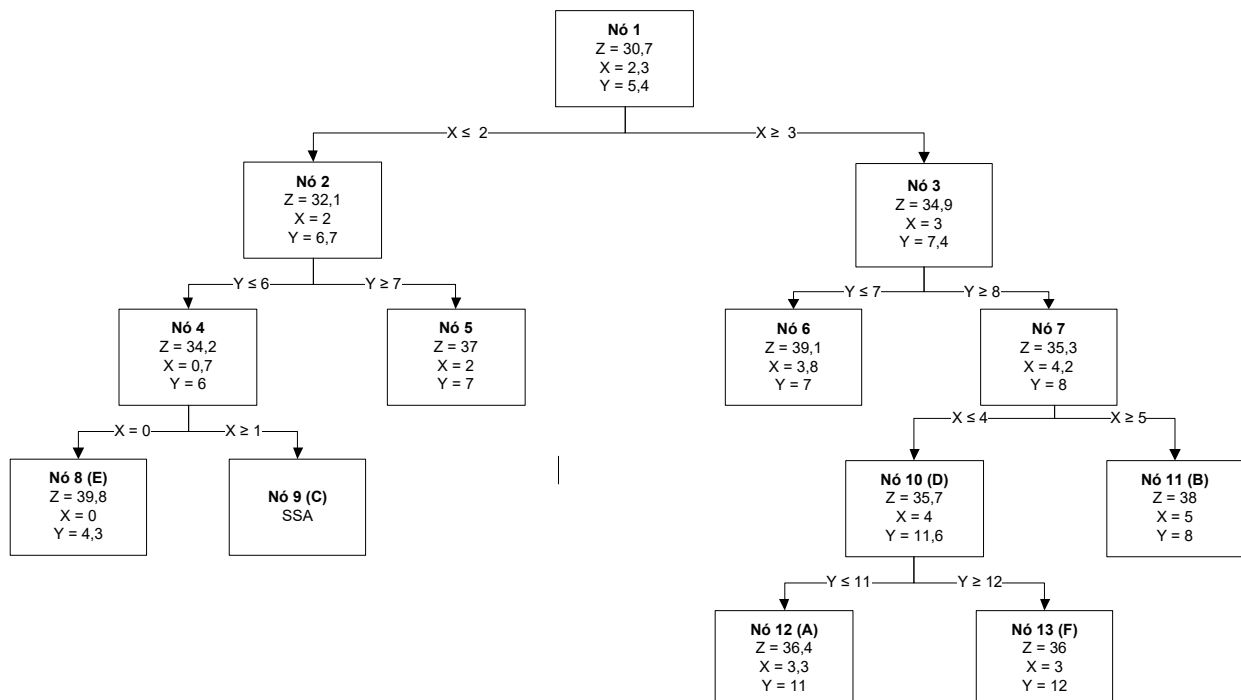 Nó 1
Z = 30,7
X = 2,3
Y = 5,4
X ≤ 2
X ≥ 3
Nó 2
Z = 32,1
X = 2
Y = 6,7
Nó 3
Z = 34,9
X = 3
Y = 7,4
Y ≤ 6
Y ≥ 7
Y ≤ 7
Y ≥ 8
Nó 4
Z = 34,2
X = 0,7
Y = 6
Nó 5
Z = 37
X = 2
Y = 7
Nó 6
Z = 39,1
X = 3,8
Y = 7
Nó 7
Z = 35,3
X = 4,2
Y = 8
X = 0
X ≥ 1
X ≤ 4
X ≥ 5
Nó 8 (E)
Z = 39,8
X = 0
Y = 4,3
Nó 9 (C)
SSA
Nó 10 (D)
Z = 35,7
X = 4
Y = 11,6
Nó 11 (B)
Z = 38
X = 5
Y = 8
Y ≤ 11
Y ≥ 12
Nó 12 (A)
Z = 36,4
X = 3,3
Y = 11
Nó 13 (F)
Z = 36
X = 3
Y = 12